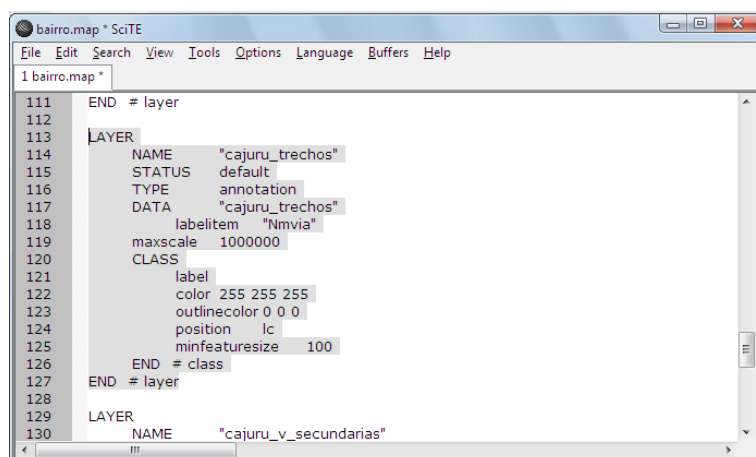 bairro.map * SciTE
File Edit Search View Tools Options Language Buffers Help
1 bairro.map *
111 END # layer
112
113 LAYER
114 NAME "cajuru_trechos"
115 STATUS default
116 TYPE annotation
117 DATA "cajuru_trechos"
118 labelitem "Nmvia"
119 maxscale 1000000
120 CLASS
121 label
122 color 255 255 255
123 outlinecolor 0 0 0
124 position lc
125 minfeaturesize 100
126 END # class
127 END # layer
128
129 LAYER
130 NAME "cajuru_v_secundarias"